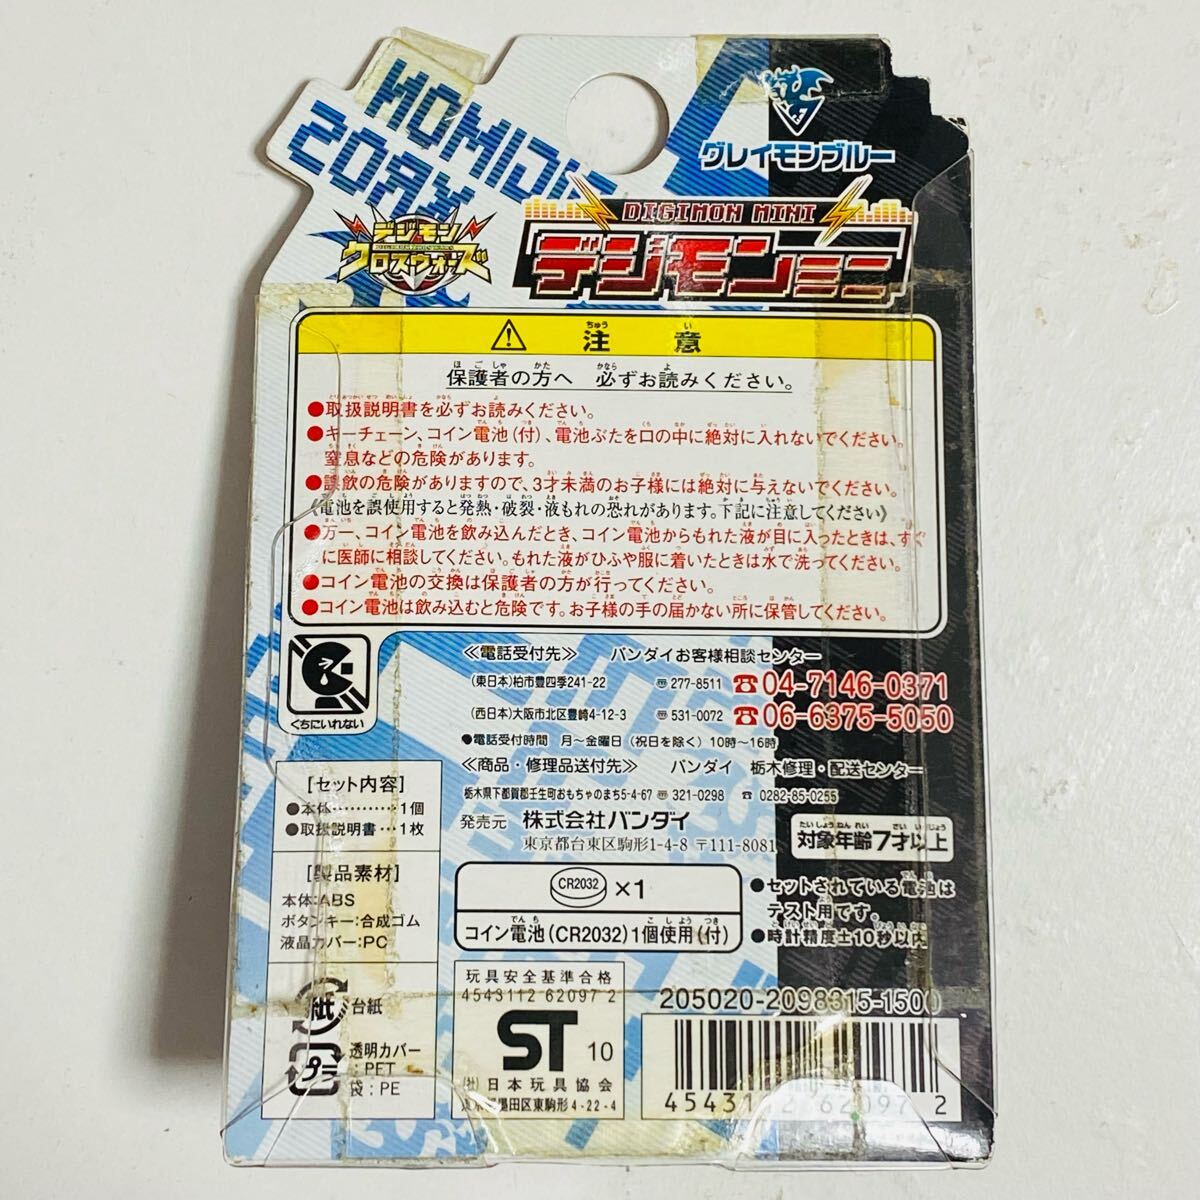 グレイモンブルー
デジモン
クロスウォーズ
DIGIMON MINI
デジモンミニ
注意
保護者の方へ 必ずお読みください。
●取扱説明書を必ずお読みください。
●キーチェーン、コイン電池(付)、電池ぶたを口の中に絶対に入れないでください。
窒息などの危険があります。
●誤飲の危険がありますので、3才未満のお子様には絶対に与えないでください。
《電池を誤使用すると発熱・破裂・液もれの恐れがあります。下記に注意してください》
●万一、コイン電池を飲み込んだとき、コイン電池からもれた液が目に入ったときは、すぐ
に医師に相談してください。もれた液がひふや服に着いたときは水で洗ってください。
●コイン電池の交換は保護者の方が行ってください。
●コイン電池は飲み込むと危険です。お子様の手の届かない所に保管してください。
くちにいれない
≪電話受付先≫ バンダイお客様相談センター
(東日本)柏市豊四季241-22 〒277-8511 ☎04-7146-0371
(西日本)大阪市北区豊崎4-12-3 〒531-0072 ☎06-6375-5050
●電話受付時間 月〜金曜日(祝日を除く)10時〜16時
≪商品・修理品送付先≫ バンダイ 栃木修理・配送センター
栃木県下都賀郡壬生町おもちゃのまち5-4-67 〒321-0298 ☎0282-85-0255
発売元 株式会社バンダイ
東京都台東区駒形1-4-8 〒111-8081
対象年齢7才以上
[セット内容]
●本体…………1個
●取扱説明書…1枚
[製品素材]
本体:ABS
ボタンキー:合成ゴム
液晶カバー:PC
CR2032 ×1
コイン電池(CR2032)1個使用(付)
●セットされている電池は
テスト用です。
●時計精度±10秒以内
紙 台紙
プラ 透明カバー
:PET
袋:PE
玩具安全基準合格
4543112 62097 2
ST 10
(社)日本玩具協会
東京都墨田区東駒形4-22-4
205020-2098315-1500
4543112 62097 2